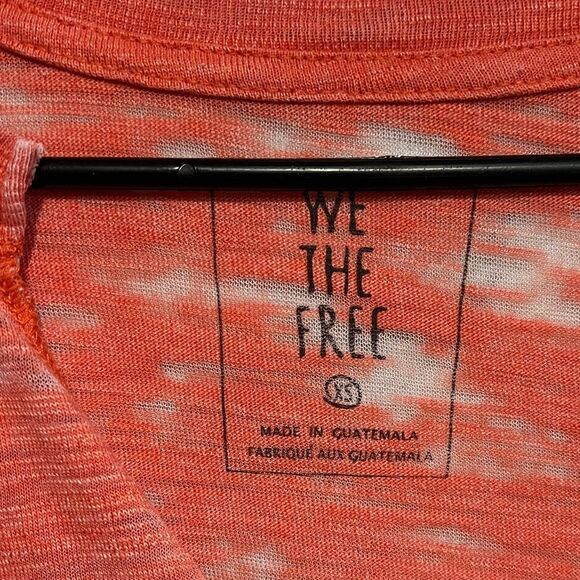 WE
THE
FREE
XS
MADE IN GUATEMALA
FABRIQUÉ AUX GUATEMALA